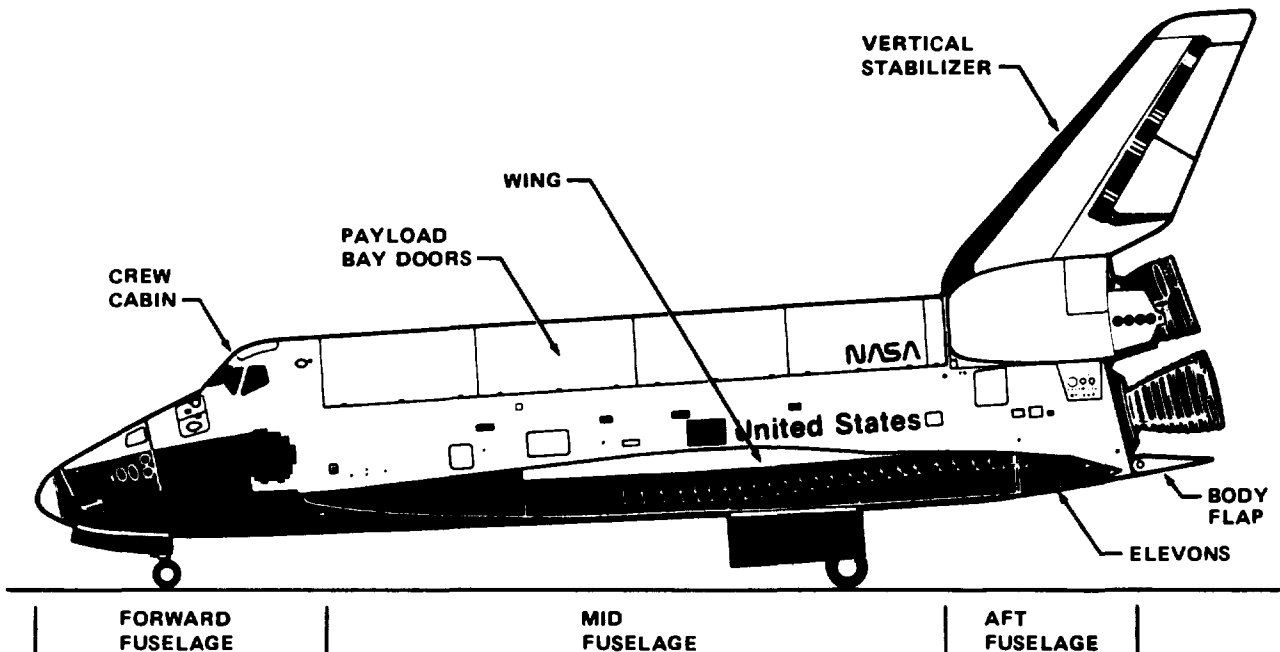 VERTICAL
STABILIZER
WING
PAYLOAD
BAY DOORS
CREW
CABIN
NASA
United States
BODY
FLAP
ELEVONS
FORWARD
FUSELAGE
MID
FUSELAGE
AFT
FUSELAGE